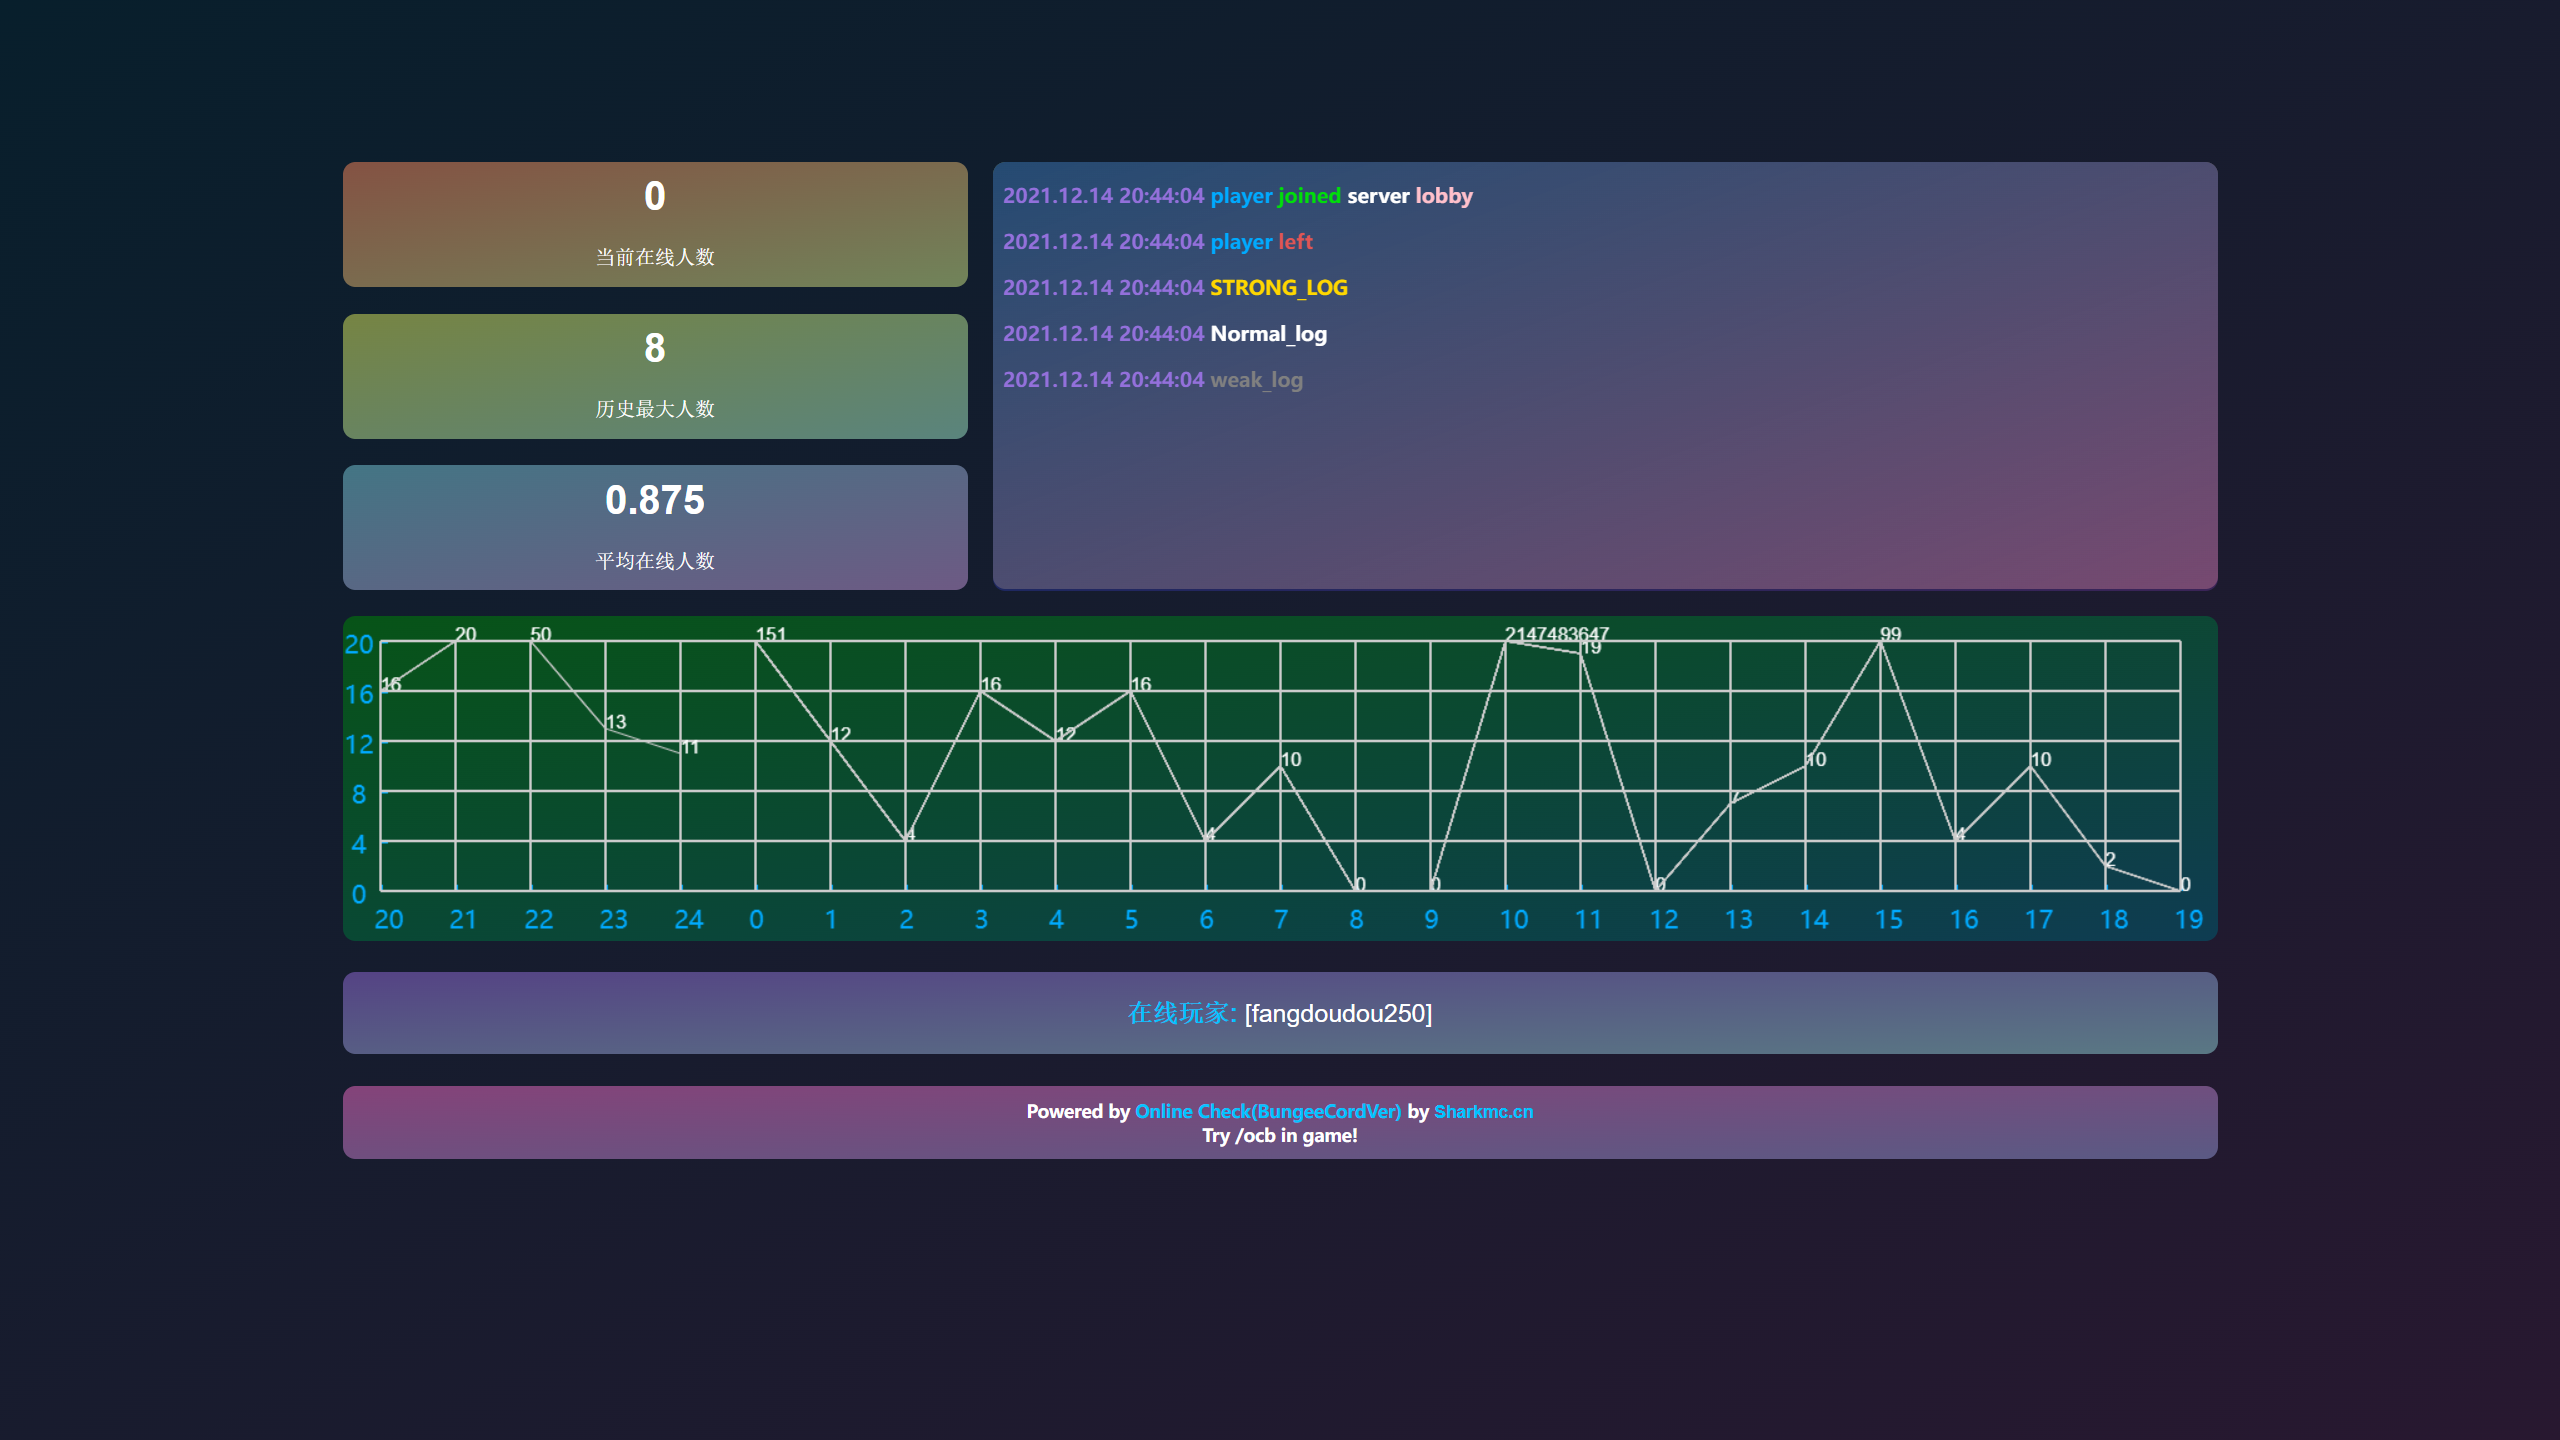 0
当前在线人数
8
历史最大人数
0.875
平均在线人数
2021.12.14 20:44:04 player joined server lobby
2021.12.14 20:44:04 player left
2021.12.14 20:44:04 STRONG_LOG
2021.12.14 20:44:04 Normal_log
2021.12.14 20:44:04 weak_log
20 50 151 2147483647 99
20
19
16 16 16
16
13
12 12
12
11
10 10 10
8
7
4 4 4
4
2
0 0 0 0
0
20 21 22 23 24 0 1 2 3 4 5 6 7 8 9 10 11 12 13 14 15 16 17 18 19
在线玩家: [fangdoudou250]
Powered by Online Check(BungeeCordVer) by Sharkmc.cn
Try /ocb in game!